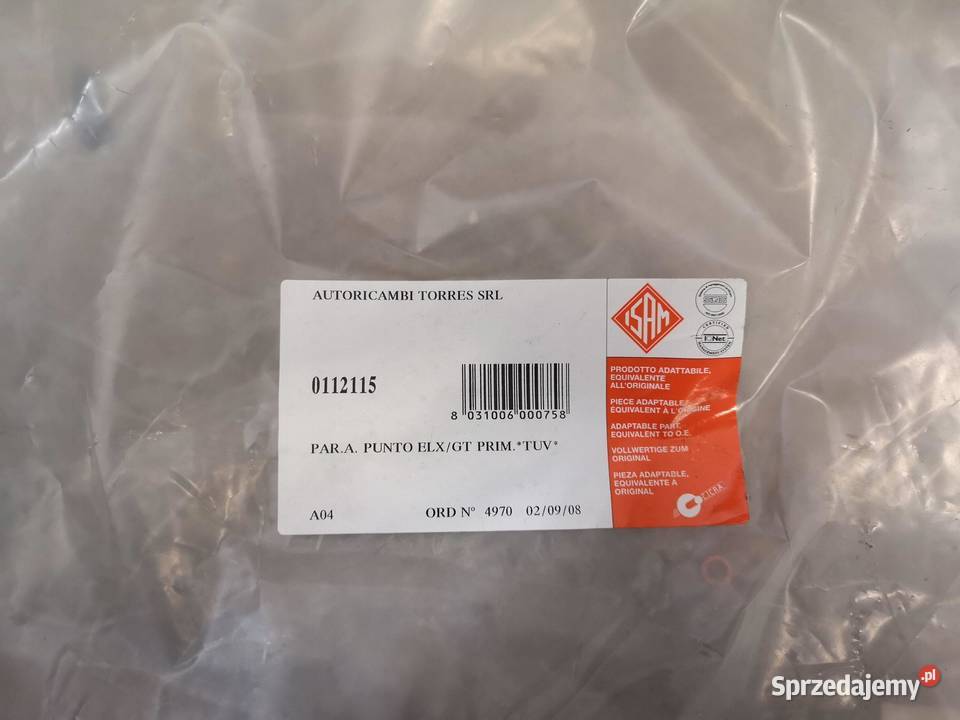 AUTORICAMBI TORRES SRL
ISAM
CERTIFIED
IQNet
0112115
8 031006 000758
PAR.A. PUNTO ELX/GT PRIM.*TUV*
A04 ORD N° 4970 02/09/08
PRODOTTO ADATTABILE,
EQUIVALENTE
ALL'ORIGINALE
PIECE ADAPTABLE,
EQUIVALENT À L'ORIGINE
ADAPTABLE PART,
EQUIVALENT TO O.E.
VOLLWERTIGE ZUM
ORIGINAL
PIEZA ADAPTABLE,
EQUIVALENTE A
ORIGINAL
Sprzedajemy.pl